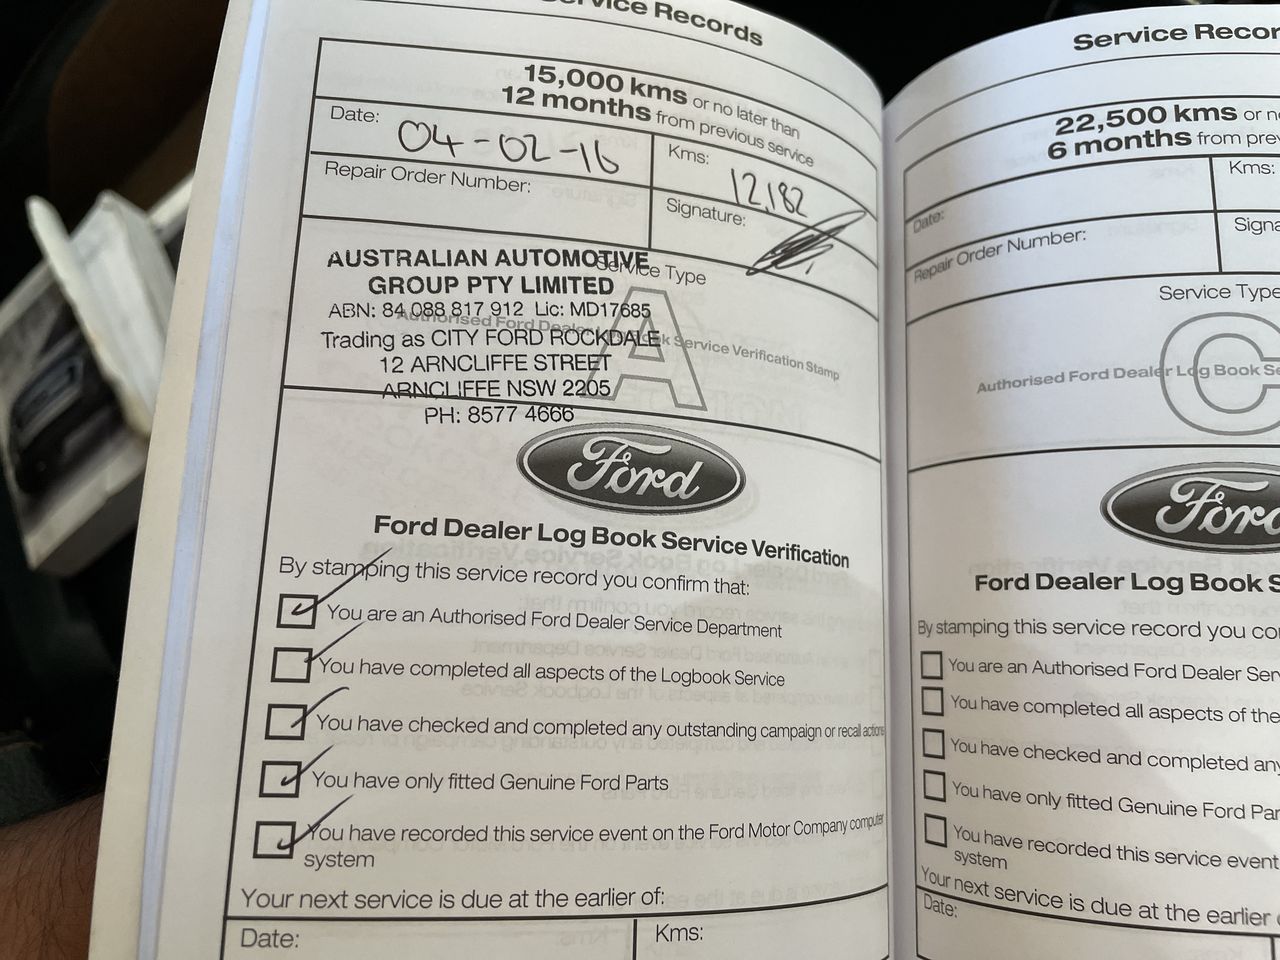 Service Records
15,000 kms or no later than
12 months from previous service
Date: 04-02-16
Kms: 12,182
Repair Order Number:
Signature:
Service Type
A
AUSTRALIAN AUTOMOTIVE
GROUP PTY LIMITED
ABN: 84 088 817 912 Lic: MD17685
Authorised Ford Dealer Log Book Service Verification Stamp
Trading as CITY FORD ROCKDALE
12 ARNCLIFFE STREET
ARNCLIFFE NSW 2205
PH: 8577 4666
Ford
Ford Dealer Log Book Service Verification
By stamping this service record you confirm that:
You are an Authorised Ford Dealer Service Department
You have completed all aspects of the Logbook Service
You have checked and completed any outstanding campaign or recall actions
You have only fitted Genuine Ford Parts
You have recorded this service event on the Ford Motor Company computer
system
Your next service is due at the earlier of:
Date:
Kms:
Service Recor
22,500 kms or n
6 months from pre
Date:
Kms:
Repair Order Number:
Signa
Service Type
C
Authorised Ford Dealer Log Book Se
Ford
Ford Dealer Log Book S
By stamping this service record you co
You are an Authorised Ford Dealer Ser
You have completed all aspects of the
You have checked and completed any
You have only fitted Genuine Ford Par
You have recorded this service event
system
Your next service is due at the earlier
Date: